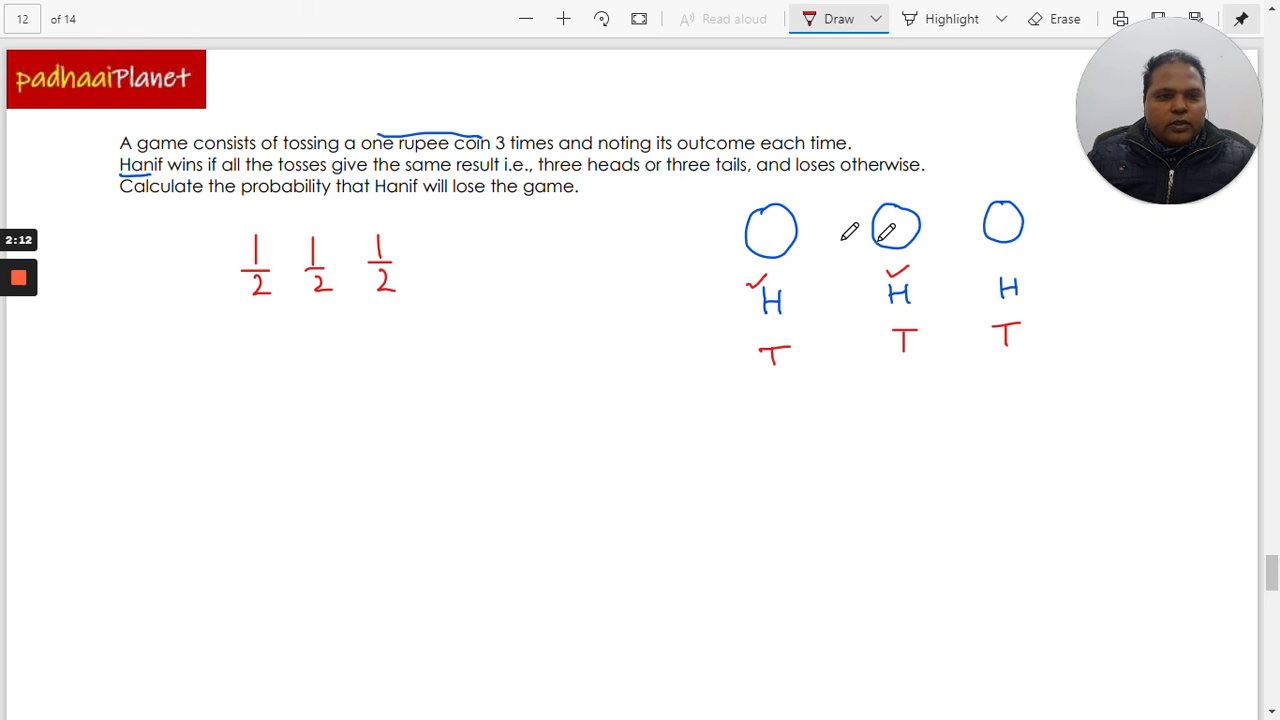 12 of 14 Read aloud Draw Highlight Erase
padhaaiPlanet
A game consists of tossing a one rupee coin 3 times and noting its outcome each time.
Hanif wins if all the tosses give the same result i.e., three heads or three tails, and loses otherwise.
Calculate the probability that Hanif will lose the game.
2:12
1/2 1/2 1/2
H H H
T T T